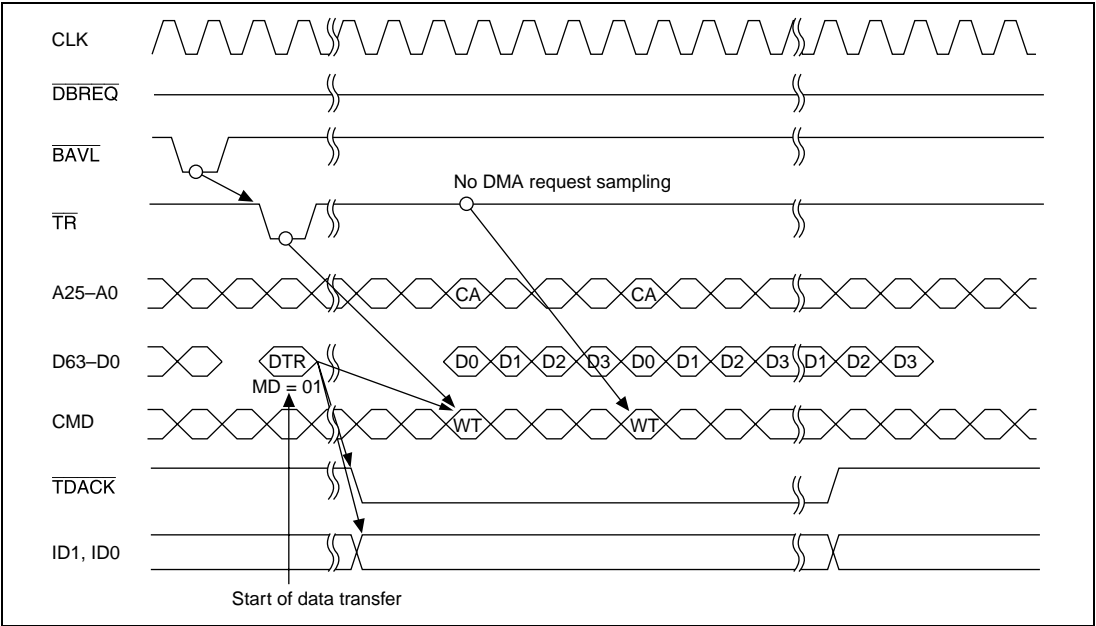 CLK
DBREQ
BAVL
No DMA request sampling
TR
A25–A0 CA CA
D63–D0 DTR D0 D1 D2 D3 D0 D1 D2 D3 D1 D2 D3
MD = 01
CMD WT WT
TDACK
ID1, ID0
Start of data transfer